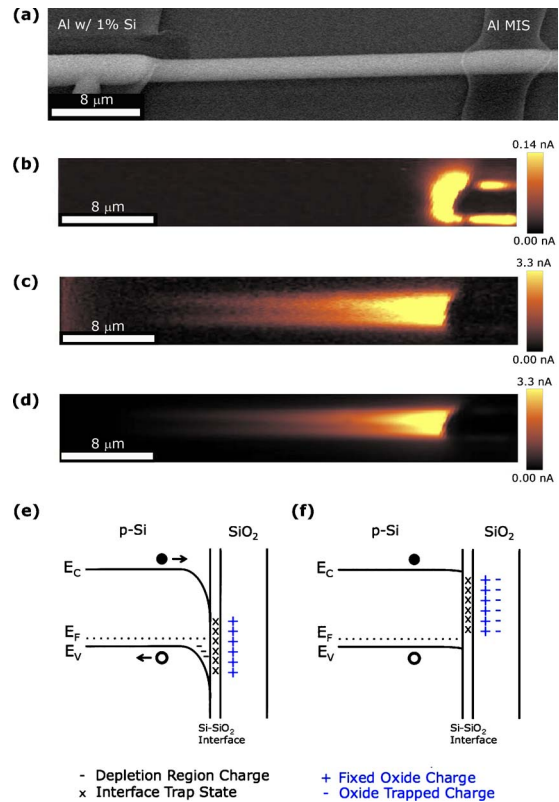 (a)
Al w/ 1% Si
Al MIS
8 μm
(b)
0.14 nA
8 μm
0.00 nA
(c)
3.3 nA
8 μm
0.00 nA
(d)
3.3 nA
8 μm
0.00 nA
(e)
(f)
p-Si
SiO2
p-Si
SiO2
EC
EC
EF
EF
EV
EV
Si-SiO2
Interface
Si-SiO2
Interface
- Depletion Region Charge
+ Fixed Oxide Charge
x Interface Trap State
- Oxide Trapped Charge